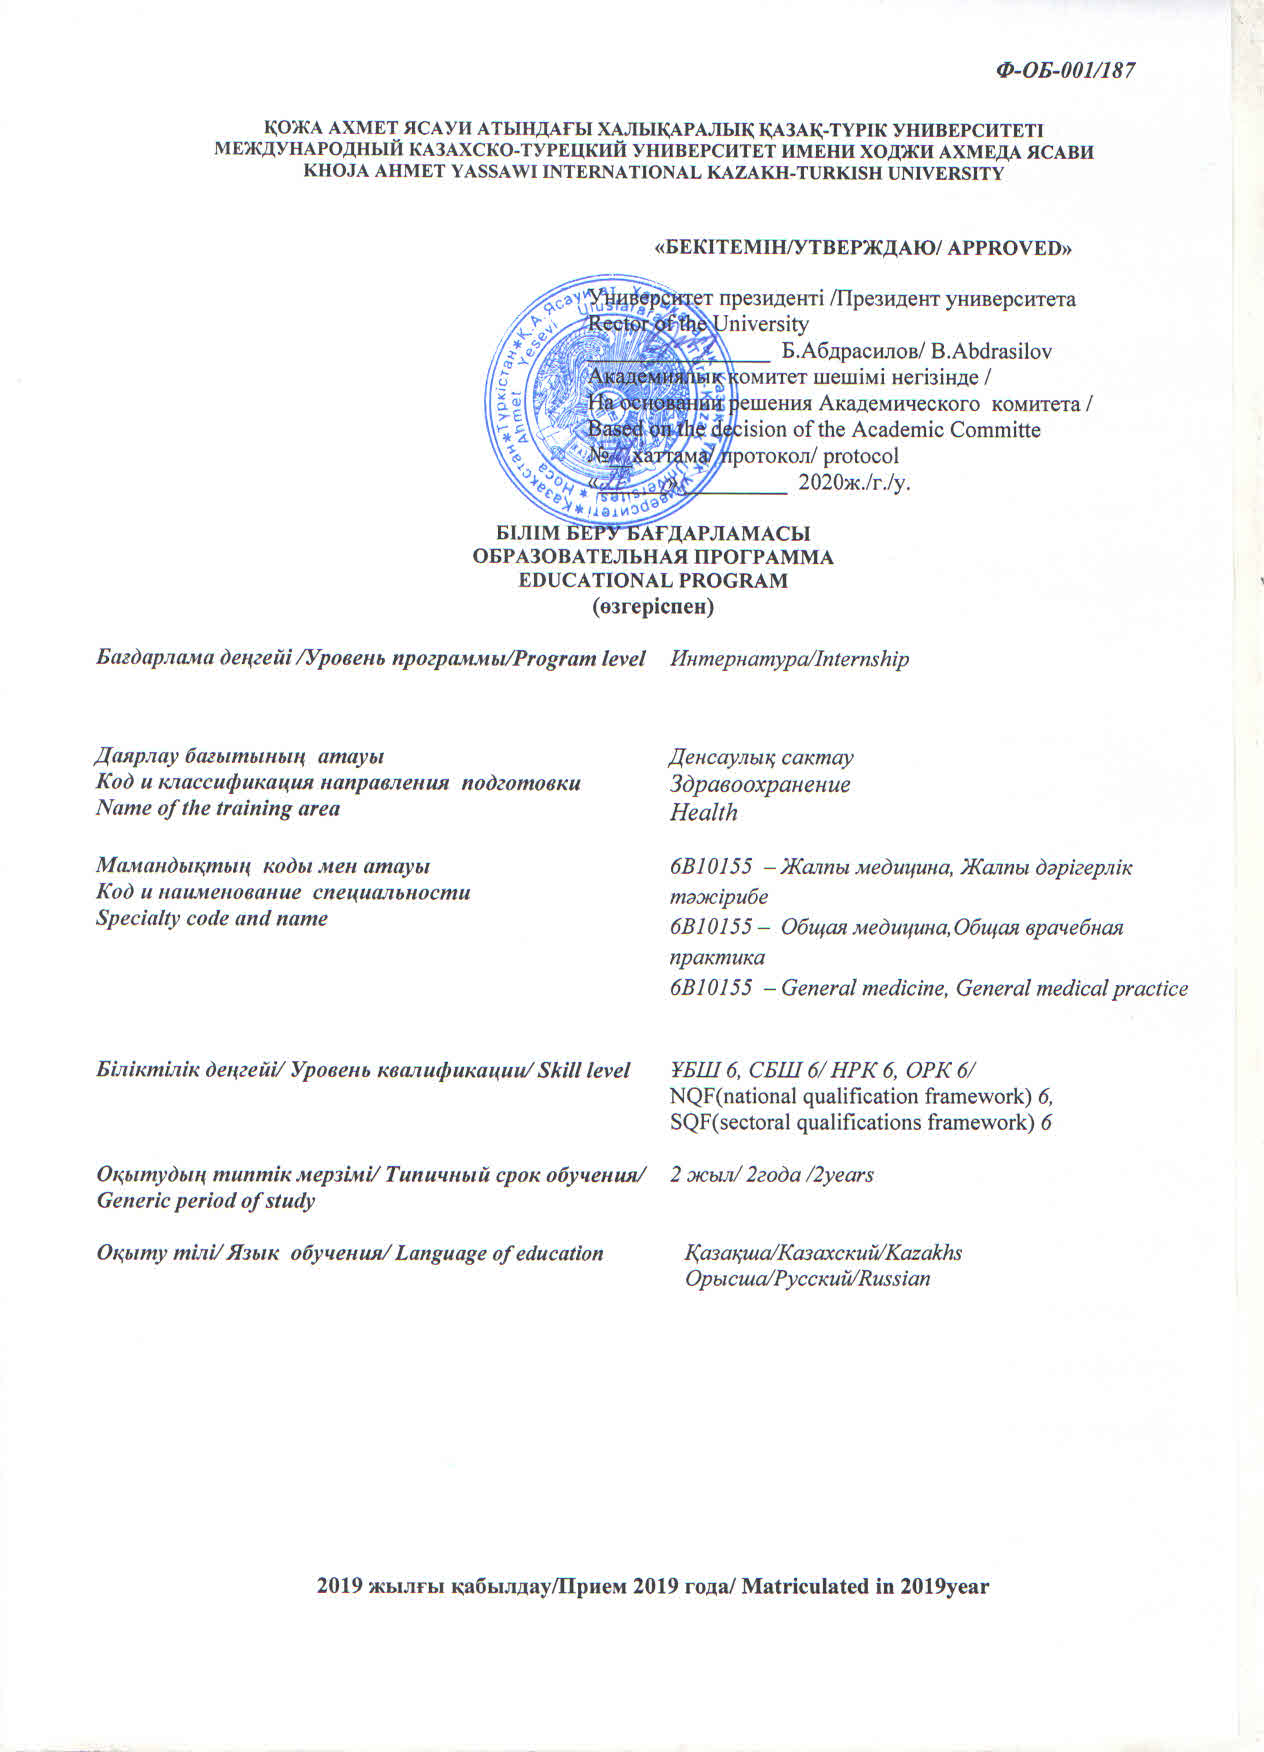 Ф-ОБ-001/187
ҚОЖА АХМЕТ ЯСАУИ АТЫНДАҒЫ ХАЛЫҚАРАЛЫҚ ҚАЗАҚ-ТҮРІК УНИВЕРСИТЕТІ
МЕЖДУНАРОДНЫЙ КАЗАХСКО-ТУРЕЦКИЙ УНИВЕРСИТЕТ ИМЕНИ ХОДЖИ АХМЕДА ЯСАВИ
KHOJA AHMET YASSAWI INTERNATIONAL KAZAKH-TURKISH UNIVERSITY
«БЕКІТЕМІН/УТВЕРЖДАЮ/ APPROVED»
Университет президенті /Президент университета
Rector of the University
Б.Абдрасилов/ B.Abdrasilov
Академиялық комитет шешімі негізінде /
На основании решения Академического комитета /
Based on the decision of the Academic Committe
№ хаттама/ протокол/ protocol
« » 2020ж./г./у.
БІЛІМ БЕРУ БАҒДАРЛАМАСЫ
ОБРАЗОВАТЕЛЬНАЯ ПРОГРАММА
EDUCATIONAL PROGRAM
(өзгеріспен)
Бағдарлама деңгейі /Уровень программы/Program level Интернатура/Internship
Даярлау бағытының атауы Денсаулық сақтау
Код и классификация направления подготовки Здравоохранение
Name of the training area Health
Мамандықтың коды мен атауы 6В10155 – Жалпы медицина, Жалпы дәрігерлік
Код и наименование специальности тәжірибе
Specialty code and name 6В10155 – Общая медицина,Общая врачебная
практика
6В10155 – General medicine, General medical practice
Біліктілік деңгейі/ Уровень квалификации/ Skill level ҰБШ 6, СБШ 6/ НРК 6, ОРК 6/
NQF(national qualification framework) 6,
SQF(sectoral qualifications framework) 6
Оқытудың типтік мерзімі/ Типичный срок обучения/ 2 жыл/ 2года /2years
Generic period of study
Оқыту тілі/ Язык обучения/ Language of education Қазақша/Казахский/Kazakhs
Орысша/Русский/Russian
2019 жылғы қабылдау/Прием 2019 года/ Matriculated in 2019year